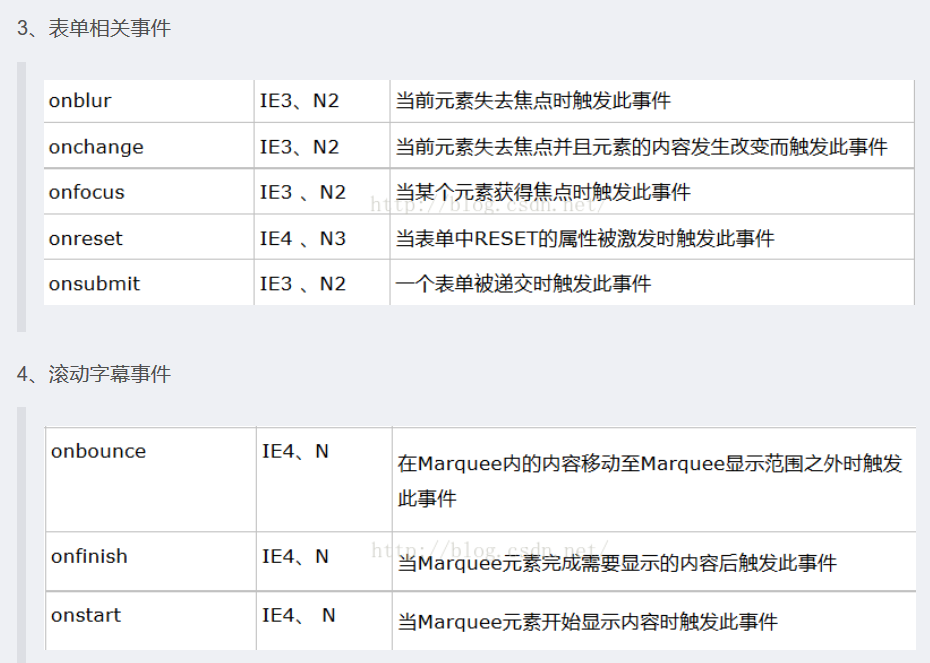 3、表单相关事件
onblur IE3、N2 当前元素失去焦点时触发此事件
onchange IE3、N2 当前元素失去焦点并且元素的内容发生改变而触发此事件
onfocus IE3 、N2 当某个元素获得焦点时触发此事件
http://blog.csdn.net/
onreset IE4 、N3 当表单中RESET的属性被激发时触发此事件
onsubmit IE3 、N2 一个表单被递交时触发此事件
4、滚动字幕事件
onbounce IE4、N 在Marquee内的内容移动至Marquee显示范围之外时触发
此事件
http://blog.csdn.net/
onfinish IE4、N 当Marquee元素完成需要显示的内容后触发此事件
onstart IE4、 N 当Marquee元素开始显示内容时触发此事件